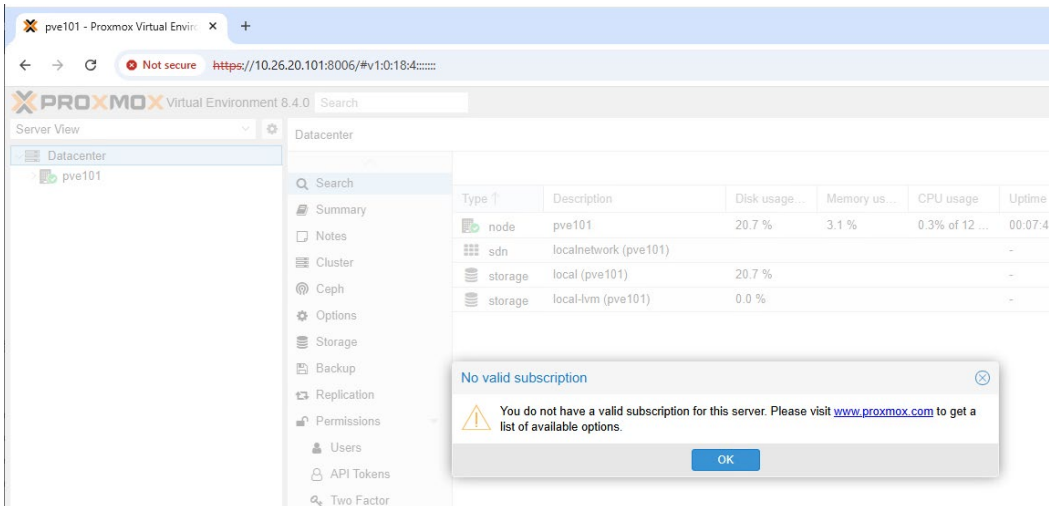 pve101 - Proxmox Virtual Enviro
Not secure https://10.26.20.101:8006/#v1:0:18:4:::::::
PROXMOX Virtual Environment 8.4.0 Search
Server View
Datacenter
Datacenter
pve101
Search
Summary
Notes
Cluster
Ceph
Options
Storage
Backup
Replication
Permissions
Users
API Tokens
Two Factor
Type ↑ Description Disk usage... Memory us... CPU usage Uptime
node pve101 20.7 % 3.1 % 0.3% of 12 ... 00:07:4
sdn localnetwork (pve101) -
storage local (pve101) 20.7 % -
storage local-lvm (pve101) 0.0 % -
No valid subscription
You do not have a valid subscription for this server. Please visit www.proxmox.com to get a
list of available options.
OK